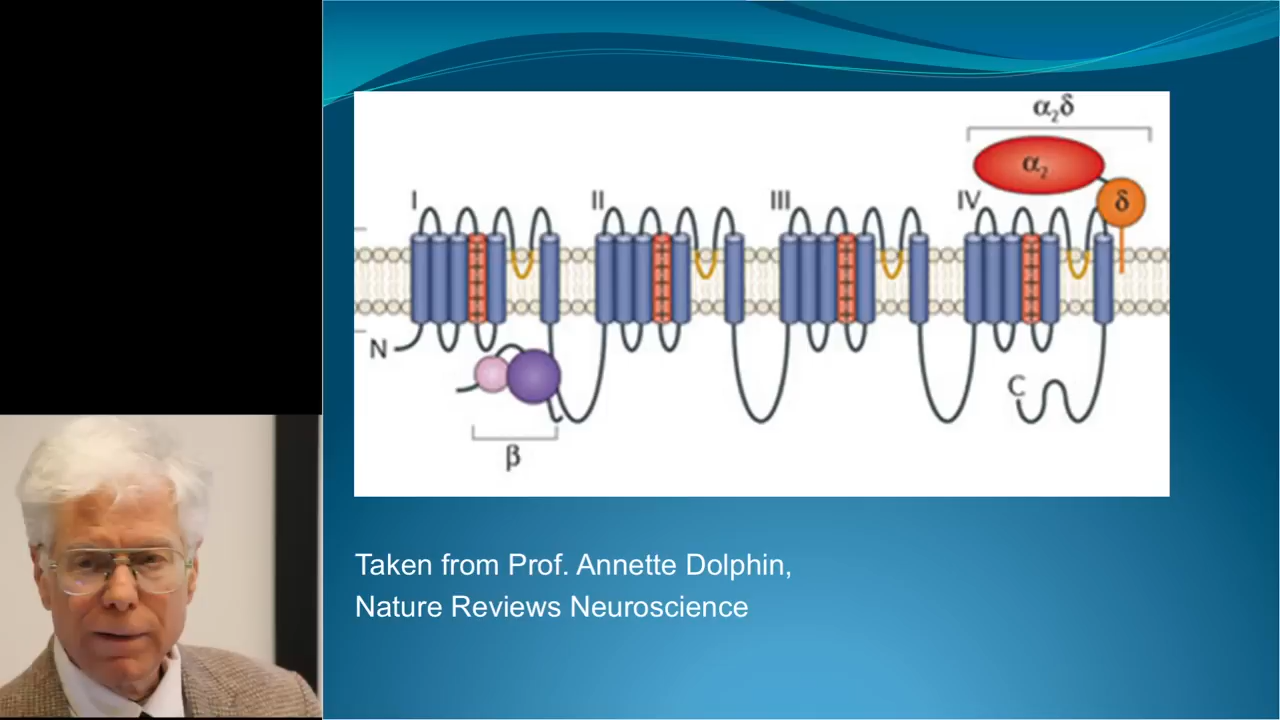 α₂δ
α₂
δ
I
II
III
IV
N
C
β
Taken from Prof. Annette Dolphin,
Nature Reviews Neuroscience